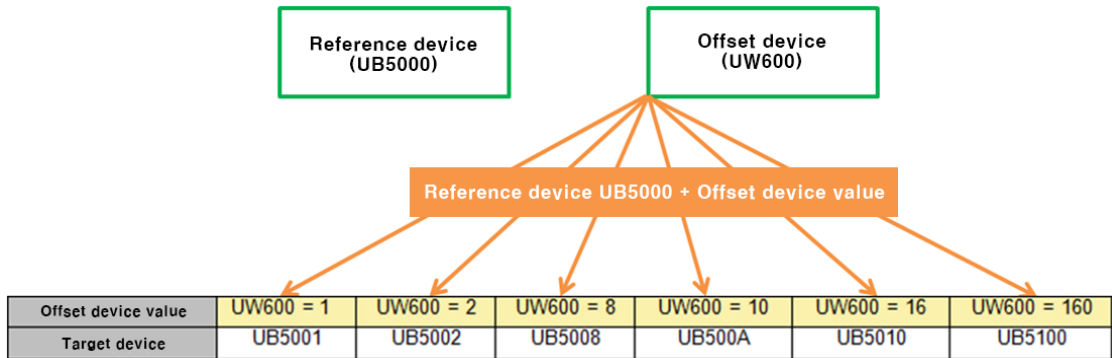 Reference device
(UB5000)
Offset device
(UW600)
Reference device UB5000 + Offset device value
Offset device value UW600 = 1 UW600 = 2 UW600 = 8 UW600 = 10 UW600 = 16 UW600 = 160
Target device UB5001 UB5002 UB5008 UB500A UB5010 UB5100